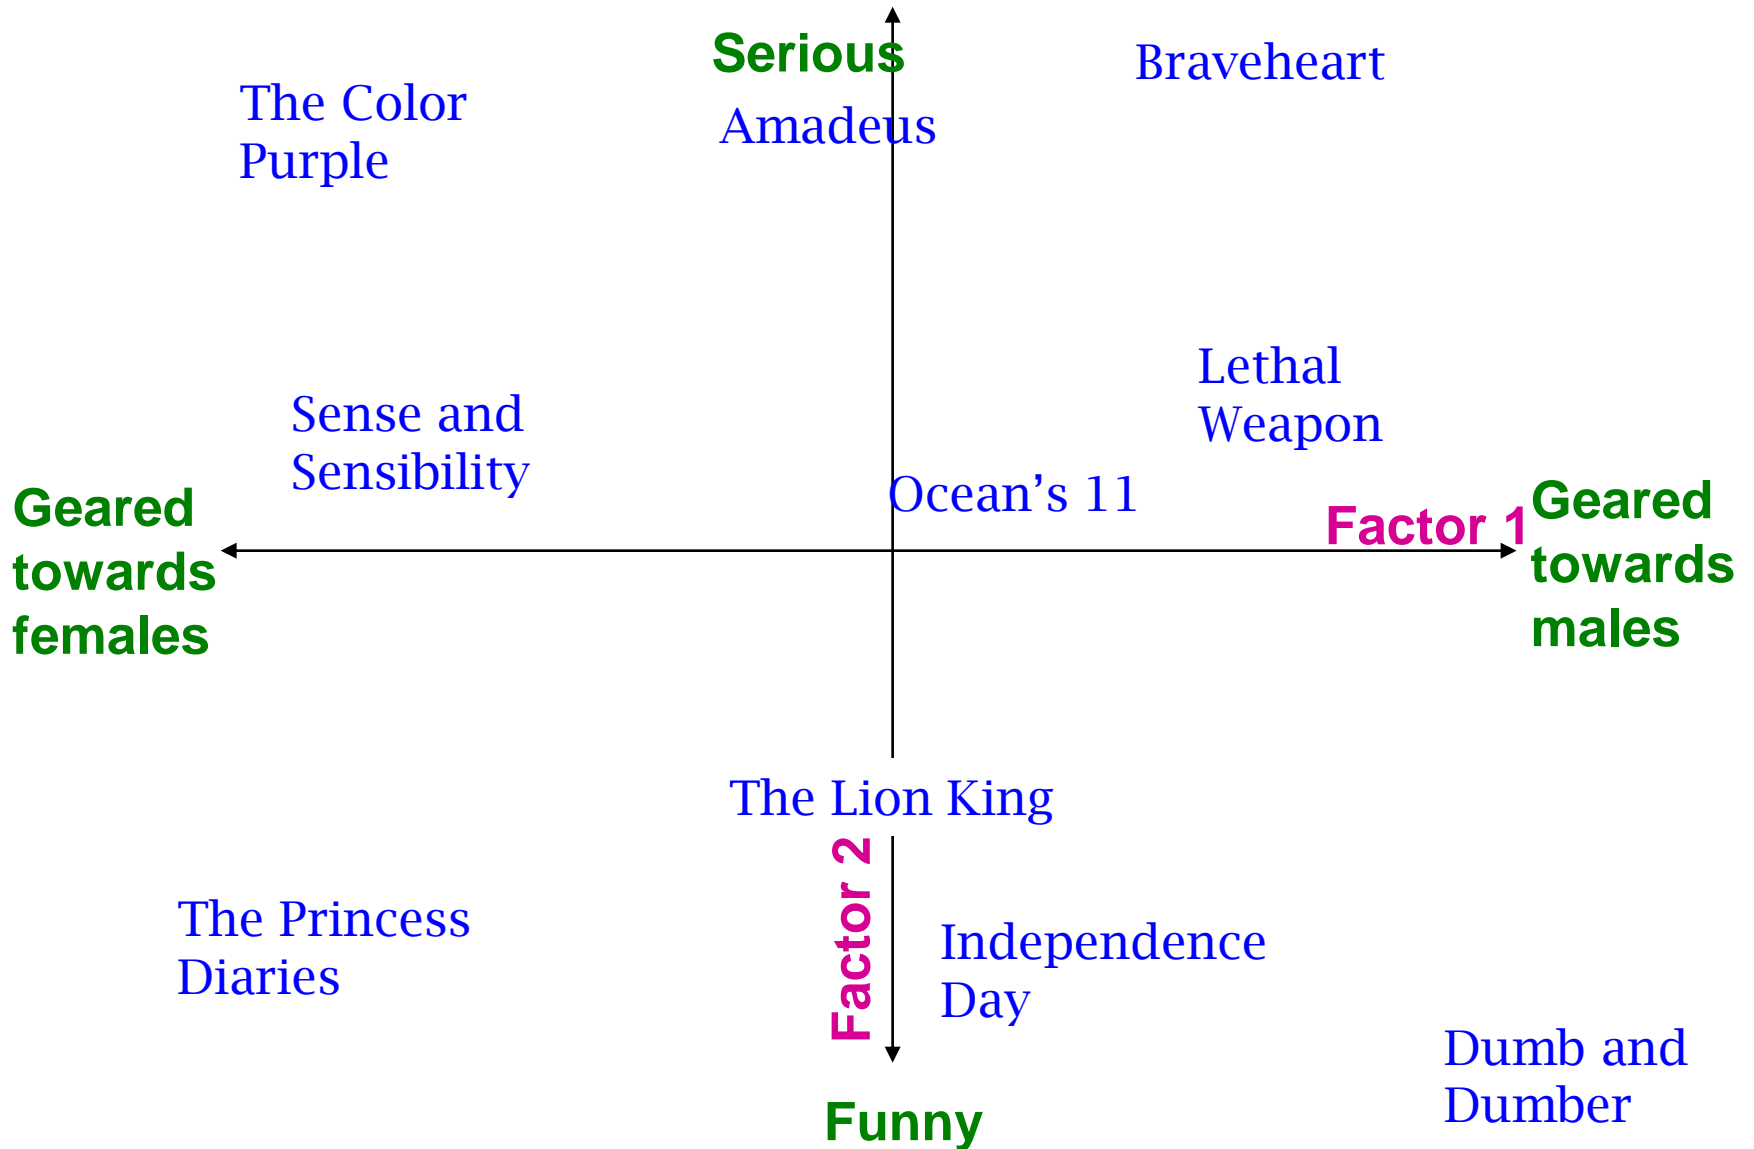 Serious
Braveheart
The Color
Purple
Amadeus
Lethal
Weapon
Sense and
Sensibility
Ocean’s 11
Geared
towards
females
Factor 1
Geared
towards
males
The Lion King
Factor 2
The Princess
Diaries
Independence
Day
Dumb and
Dumber
Funny